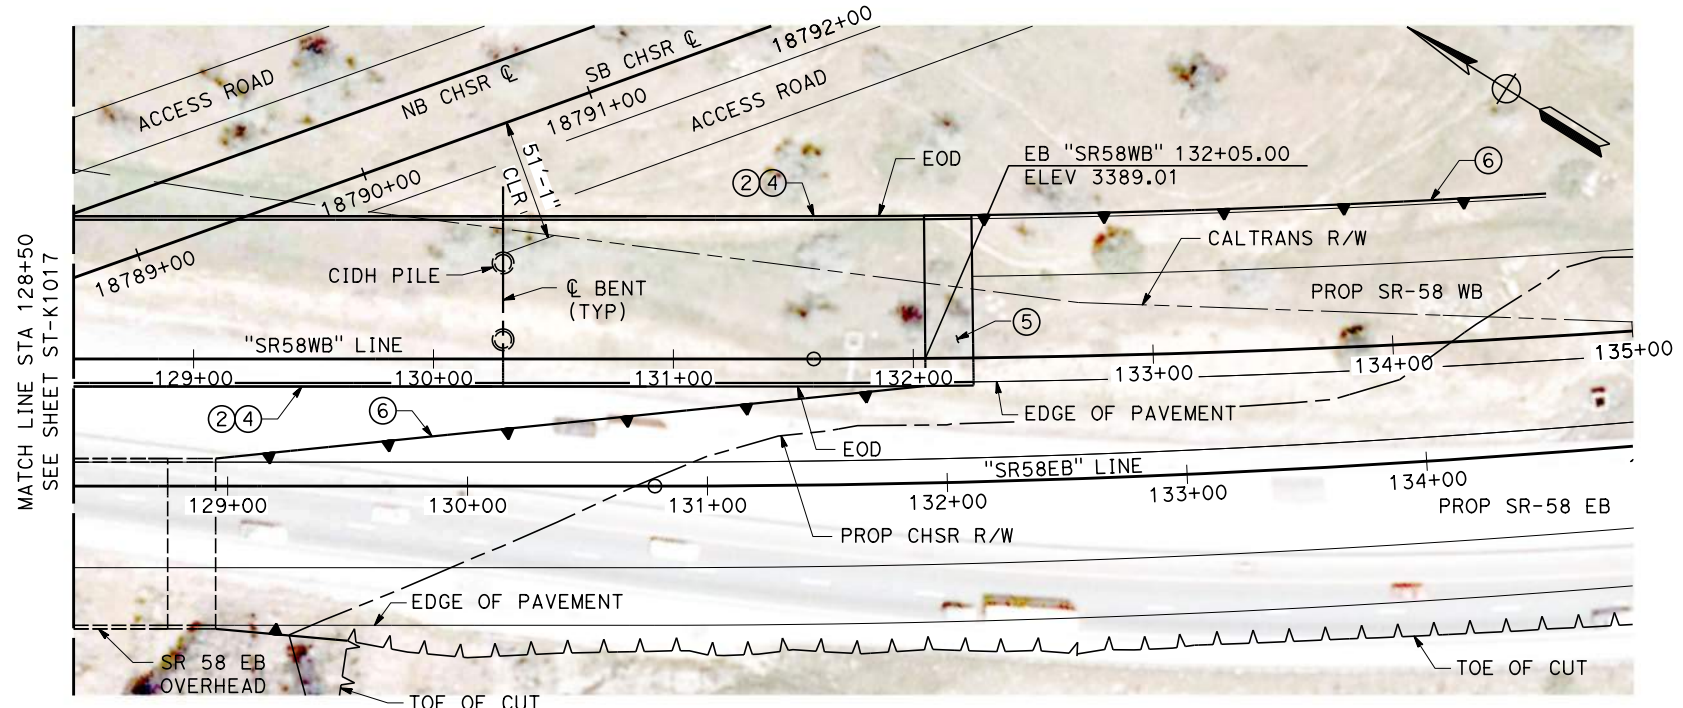 18792+00
SB CHSR ℄
NB CHSR ℄
ACCESS ROAD
18791+00
ACCESS ROAD
51'-1"
CLR
EOD
EB "SR58WB" 132+05.00
ELEV 3389.01
6
2 4
18790+00
18789+00
CALTRANS R/W
CIDH PILE
℄ BENT
(TYP)
PROP SR-58 WB
5
MATCH LINE STA 128+50
SEE SHEET ST-K1017
"SR58WB" LINE
129+00
130+00
131+00
132+00
133+00
134+00
135+00
2 4
6
EDGE OF PAVEMENT
EOD
"SR58EB" LINE
129+00
130+00
131+00
132+00
133+00
134+00
PROP SR-58 EB
PROP CHSR R/W
EDGE OF PAVEMENT
SR 58 EB
OVERHEAD
TOE OF CUT
TOE OF CUT